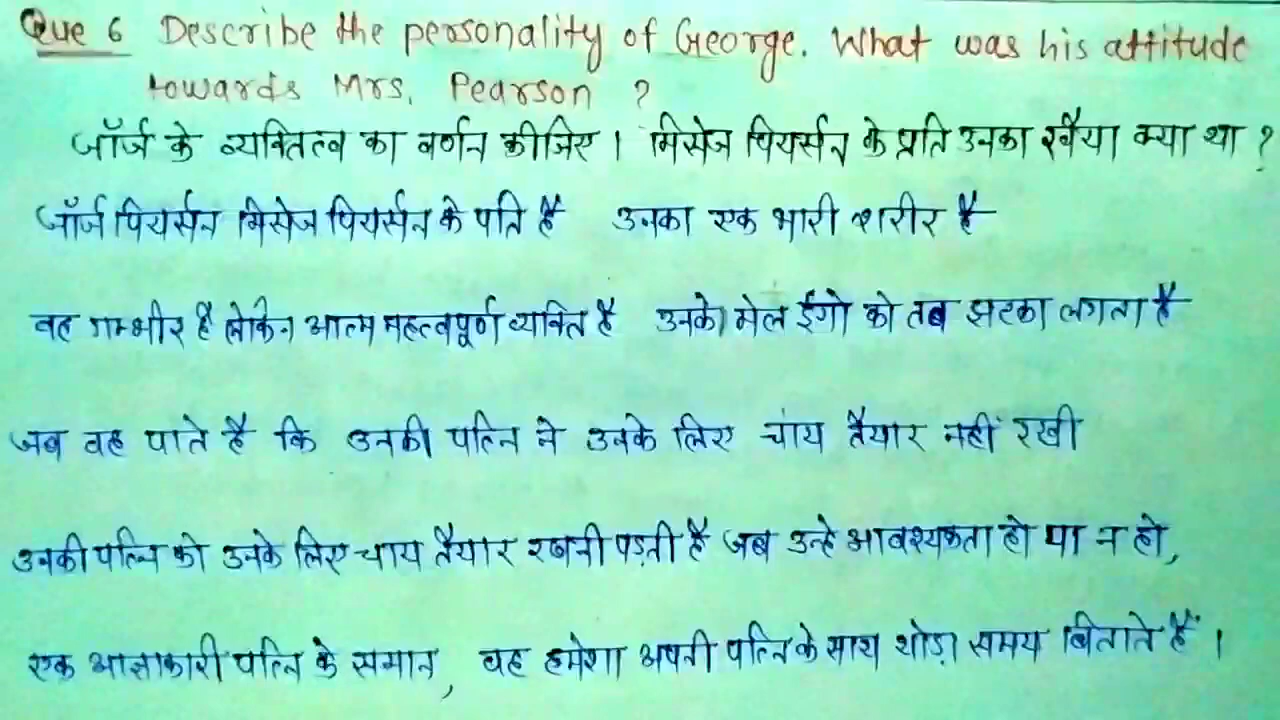 Que 6 Describe the personality of George. What was his attitude
towards Mrs. Pearson ?
जॉर्ज के व्यक्तित्व का वर्णन कीजिए । मिसेज पियर्सन के प्रति उनका रवैया क्या था ?
जॉर्ज पियर्सन मिसेज पियर्सन के पति है उनका एक भारी शरीर है
वह गम्भीर है लेकिन आत्म महत्वपूर्ण व्यक्ति है उनके मेल ईगो को तब झटका लगता है
जब वह पाते है कि उनकी पत्नि ने उनके लिए चाय तैयार नहीं रखी
उनकी पत्नि को उनके लिए चाय तैयार रखनी पड़ती है जब उन्हे आवश्यकता हो या न हो,
एक आज्ञाकारी पत्नि के समान, वह हमेशा अपनी पत्नि के साथ थोड़ा समय बिताते हैं ।